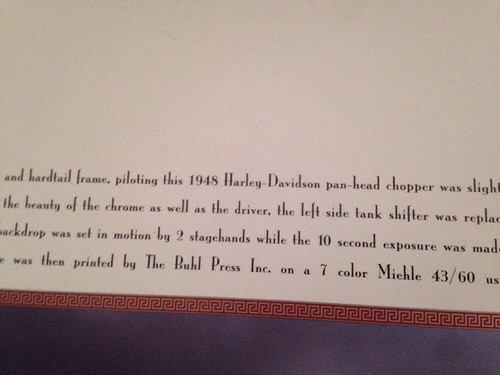 and hardtail frame, piloting this 1948 Harley-Davidson pan-head chopper was slight
the beauty of the chrome as well as the driver, the left side tank shifter was replac
backdrop was set in motion by 2 stagehands while the 10 second exposure was made
e was then printed by The Buhl Press Inc. on a 7 color Miehle 43/60 us